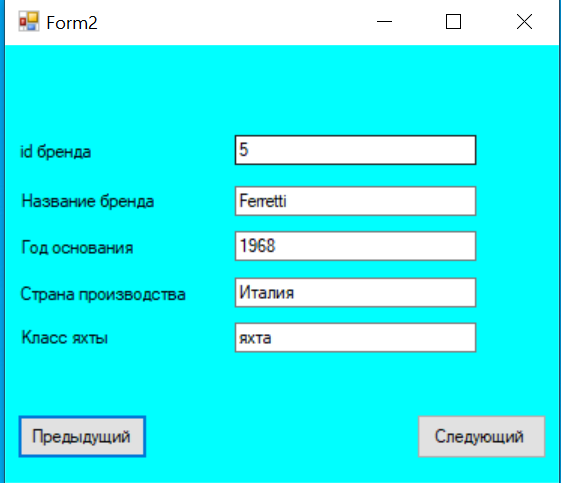 Form2
id бренда 5
Название бренда Ferretti
Год основания 1968
Страна производства Италия
Класс яхты яхта
Предыдущий Следующий